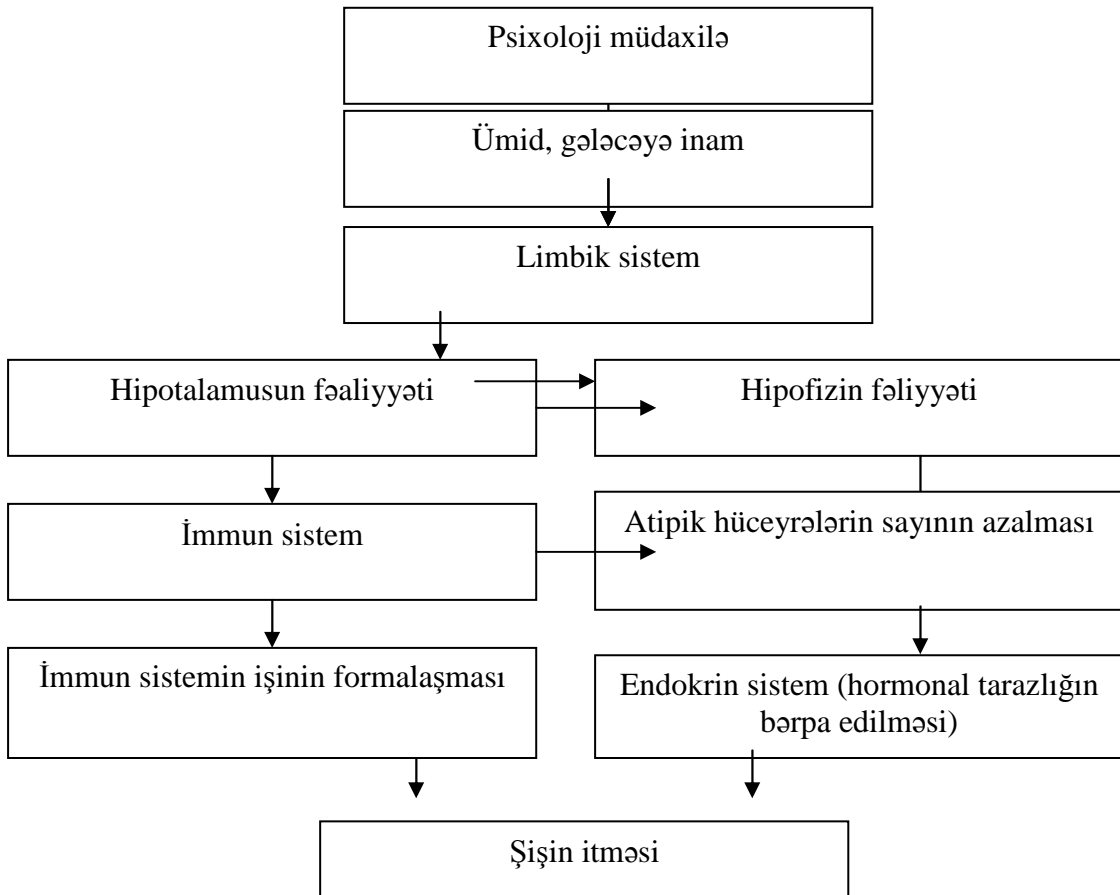 Psixoloji müdaxilə
Ümid, gələcəyə inam
Limbik sistem
Hipotalamusun fəaliyyəti
Hipofizin fəliyyəti
İmmun sistem
Atipik hüceyrələrin sayının azalması
İmmun sistemin işinin formalaşması
Endokrin sistem (hormonal tarazlığın
bərpa edilməsi)
Şişin itməsi